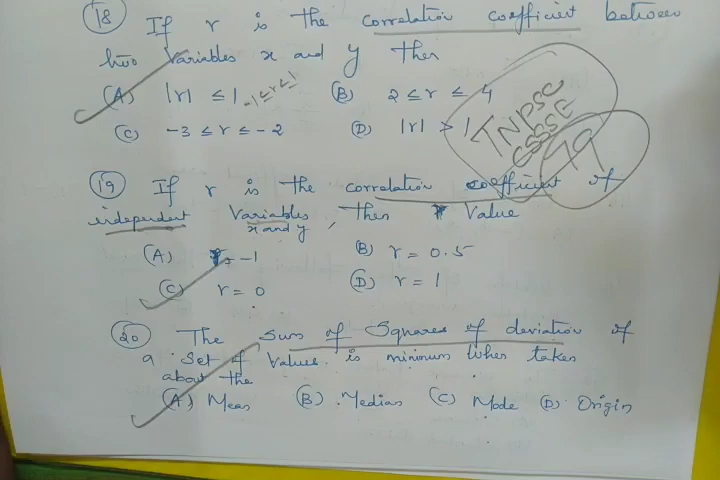 (18) If r is the correlation coefficient between
two variables x and y then
(A) |r| ≤ 1 -1≤r≤1 (B) 2 ≤ r ≤ 4
(C) -3 ≤ r ≤ -2 (D) |r| > 1
TNPSC
CSSSE
79
(19) If r is the correlation coefficient of
independent variables x and y, then r value
(A) r = -1 (B) r = 0.5
(C) r = 0 (D) r = 1
(20) The sum of squares of deviation of
a set of values is minimum when taken
about the
(A) Mean (B) Median (C) Mode (D) Origin